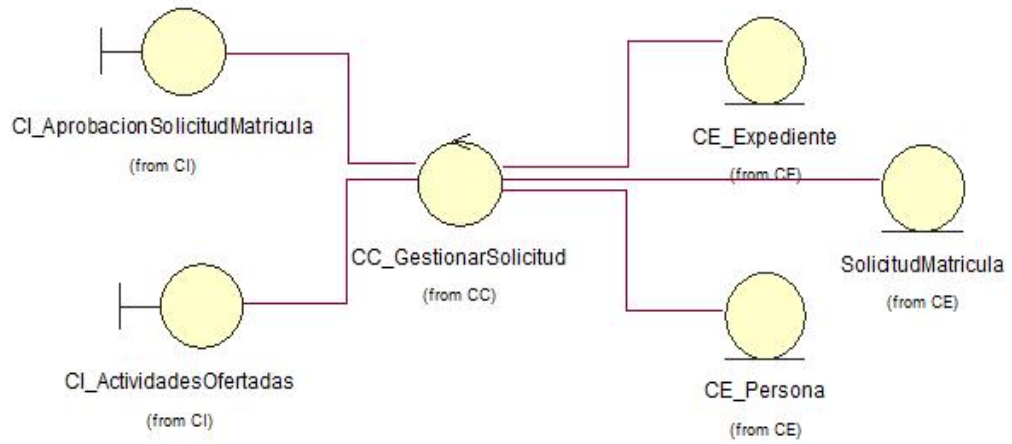 CI_AprobacionSolicitudMatricula
(from CI)
CE_Expediente
(from CE)
CC_GestionarSolicitud
(from CC)
SolicitudMatricula
(from CE)
CI_ActividadesOfertadas
(from CI)
CE_Persona
(from CE)